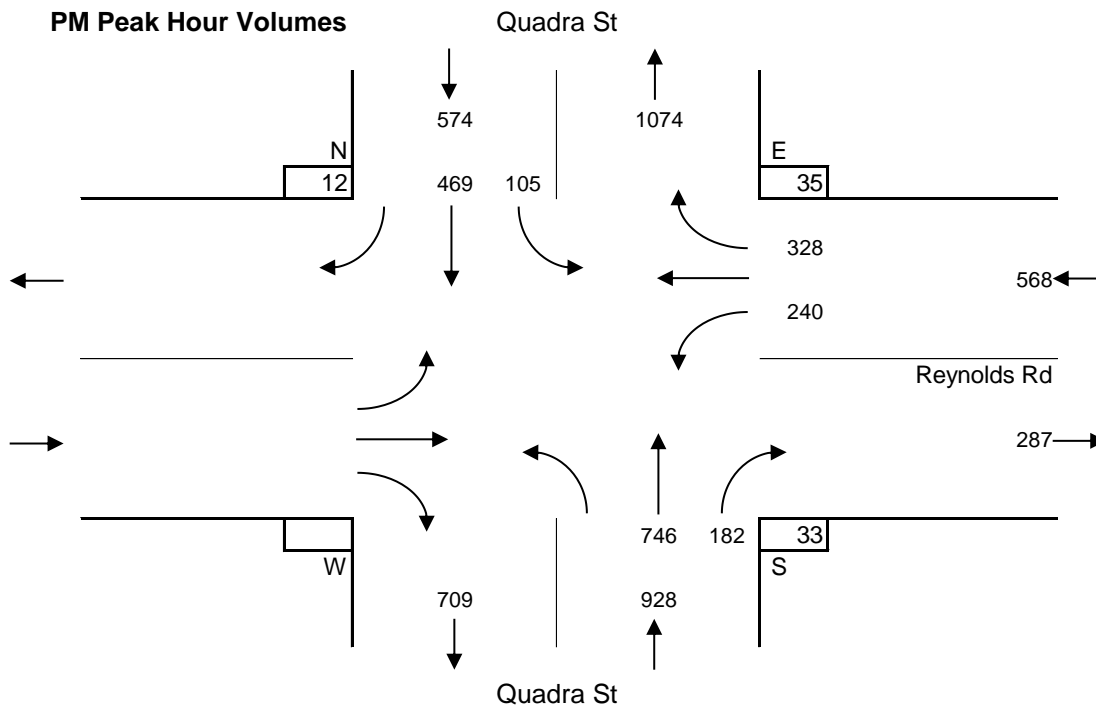 PM Peak Hour Volumes
Quadra St
574 1074
N E
12 469 105 35
328
568
240
Reynolds Rd
287
746 182 33
W S
709 928
Quadra St